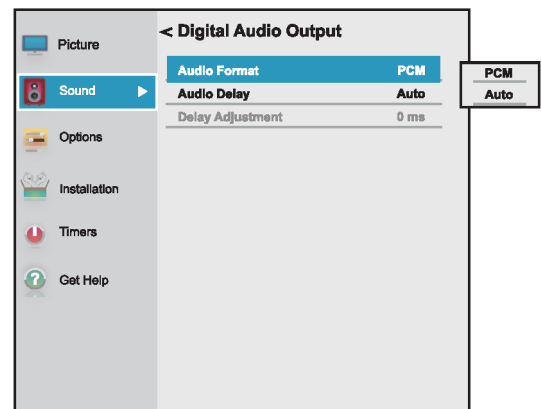 Picture
Sound
Options
Installation
Timers
Get Help
< Digital Audio Output
Audio Format PCM
Audio Delay Auto
Delay Adjustment 0 ms
PCM
Auto